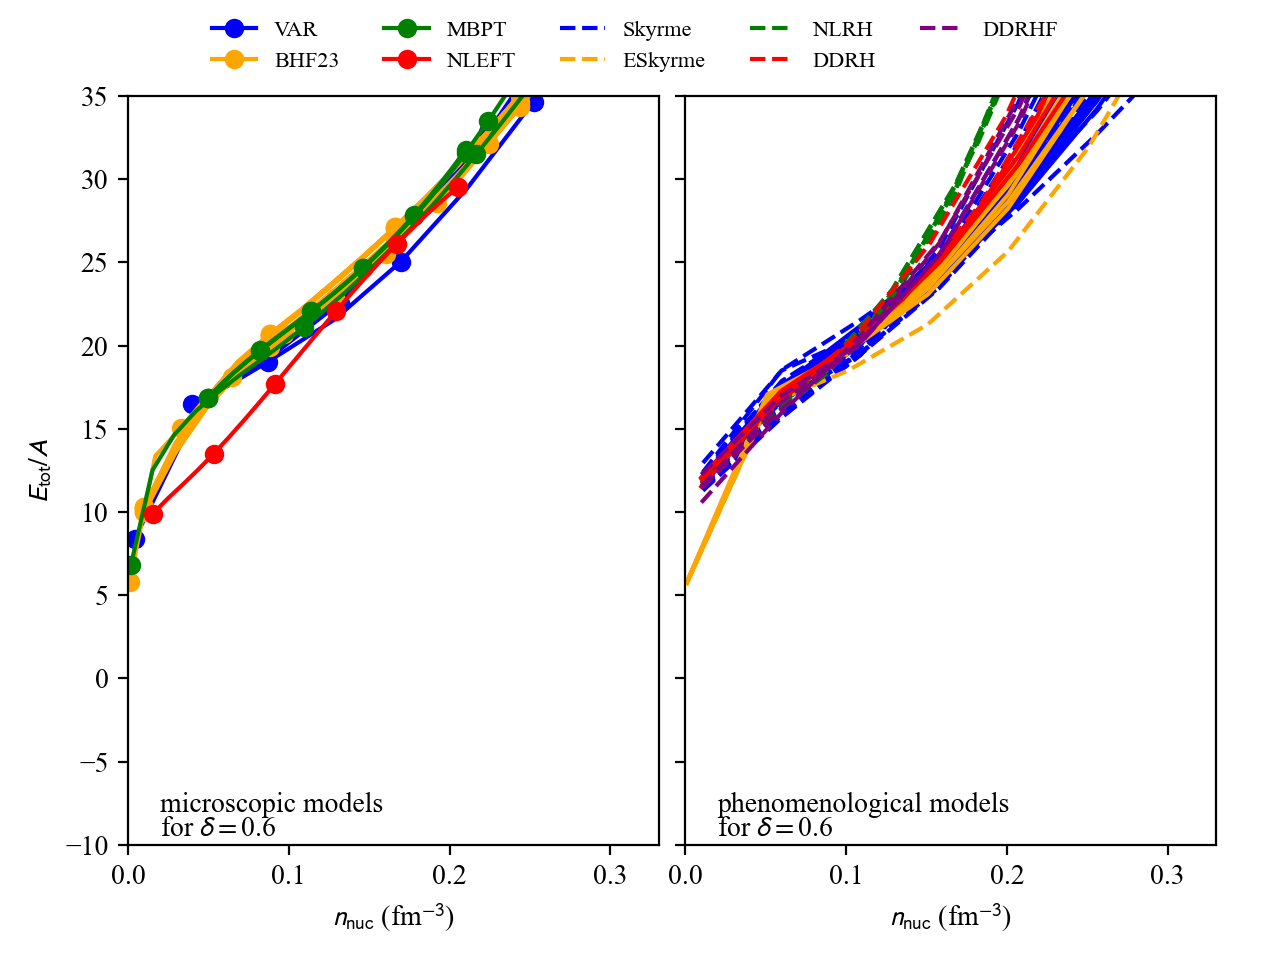 VAR MBPT Skyrme NLRH DDRHF
BHF23 NLEFT ESkyrme DDRH
35
30
25
20
15
10
5
0
−5
−10
E_tot/A
microscopic models
for δ = 0.6
phenomenological models
for δ = 0.6
0.0 0.1 0.2 0.3
0.0 0.1 0.2 0.3
n_nuc (fm⁻³)
n_nuc (fm⁻³)